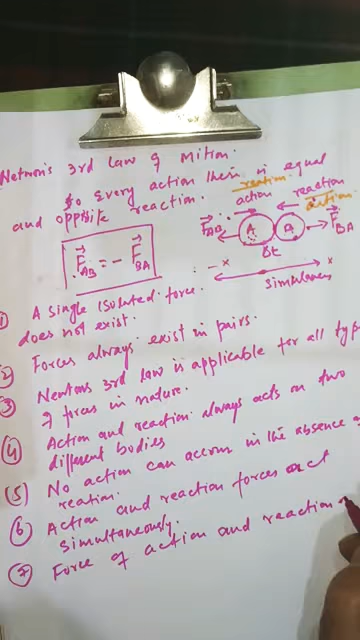 Newton's 3rd Law of Motion.
So every action their is equal
and opposite reaction.
reaction
action
reaction
action
F⃗AB
A
A
F⃗BA
Δt
F⃗AB = - F⃗BA
simultaneous
① A single isolated force
does not exist.
② Forces always exist in pairs.
③ Newtons 3rd law is applicable for all typ
of forces in nature.
④ Action and reaction always acts on two
different bodies
(5) No action can accour in the absence of
reation.
⑥ Action and reaction forces act
simultaneously.
⑦ Force of action and reaction